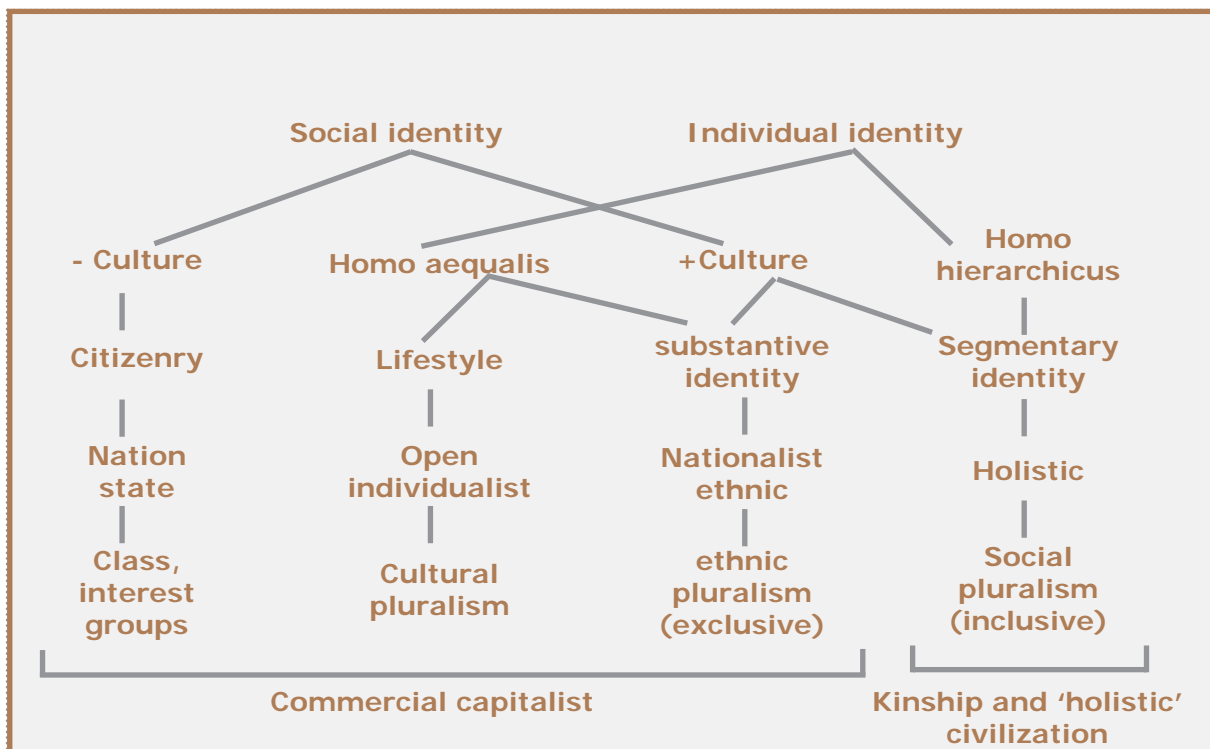 Social identity
Individual identity
- Culture
Homo aequalis
+Culture
Homo
hierarchicus
Citizenry
Lifestyle
substantive
identity
Segmentary
identity
Nation
state
Open
individualist
Nationalist
ethnic
Holistic
Class,
interest
groups
Cultural
pluralism
ethnic
pluralism
(exclusive)
Social
pluralism
(inclusive)
Commercial capitalist
Kinship and ‘holistic’
civilization